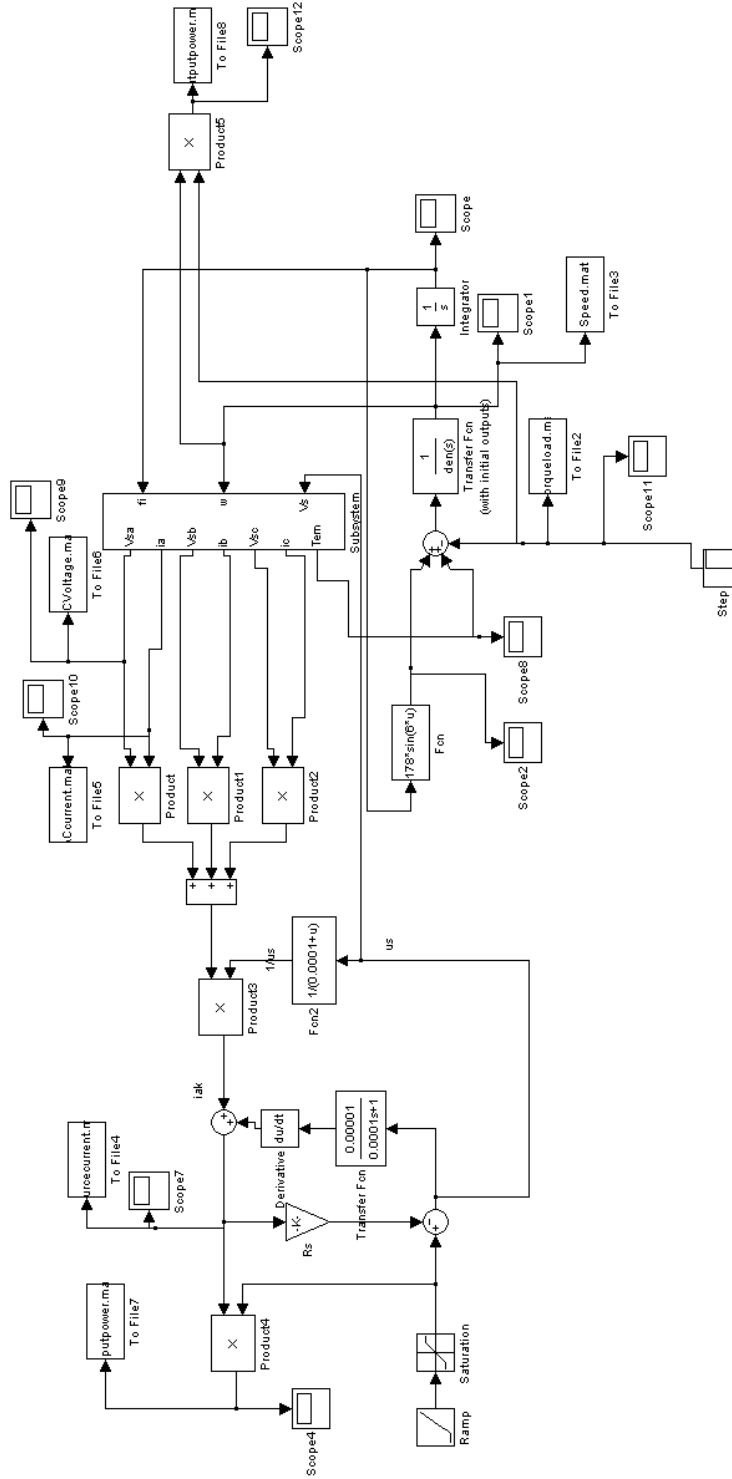 tputpower.m
To File8
Scope12
×
Product5
Scope
1
s
Integrator
Scope1
Speed.mat
To File3
1
den(s)
Transfer Fcn
(with initial outputs)
orqueload.ma
To File2
Scope11
Step
Scope9
CVoltage.ma
To File6
Scope10
Ccurrent.ma
To File5
fi
w
Vs
Vsa
ia
Vsb
ib
Vsc
ic
Tem
Subsystem
×
Product
×
Product1
×
Product2
178*sin(6*u)
Fcn
Scope2
Scope8
+
+
+
×
Product3
1/us
1/(0.0001+u)
Fcn2
us
iak
+
+
du/dt
Derivative
0.00001
0.0001s+1
Transfer Fcn
-K-
Rs
+
-
urcecurrent.m
To File4
Scope7
putpower.ma
To File7
×
Product4
Scope4
Saturation
Ramp